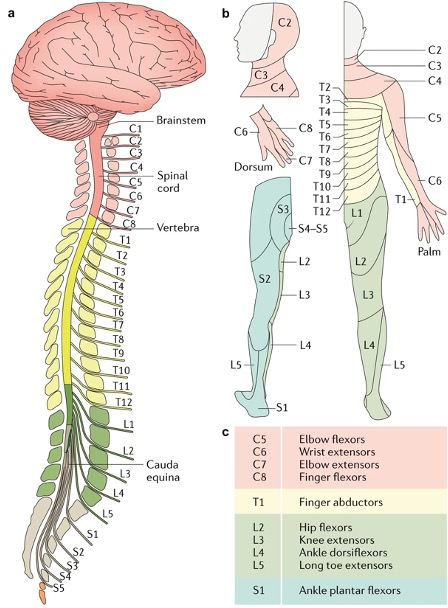 a
Brainstem
C1
C2
C3
C4
C5
C6
C7
C8
Spinal
cord
Vertebra
T1
T2
T3
T4
T5
T6
T7
T8
T9
T10
T11
T12
L1
L2
L3
L4
L5
Cauda
equina
S1
S2
S3
S4
S5
b
C2
C3
C4
C6
C8
C7
Dorsum
S3
S4–S5
S2
L2
L3
L4
L5
S1
C2
C3
C4
T2
T3
T4
T5
T6
T7
T8
T9
T10
T11
T12
C5
C6
T1
Palm
L1
L2
L3
L4
L5
c
C5 Elbow flexors
C6 Wrist extensors
C7 Elbow extensors
C8 Finger flexors
T1 Finger abductors
L2 Hip flexors
L3 Knee extensors
L4 Ankle dorsiflexors
L5 Long toe extensors
S1 Ankle plantar flexors